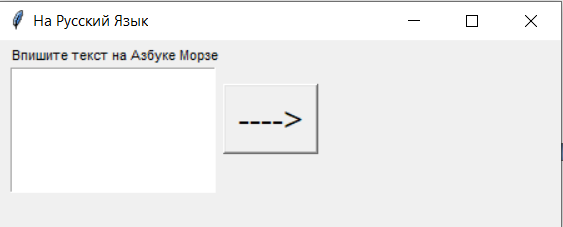 На Русский Язык
Впишите текст на Азбуке Морзе
---->